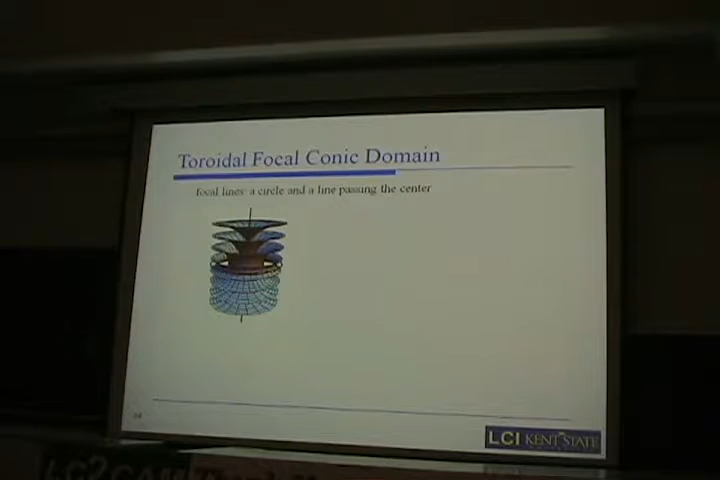 Toroidal Focal Conic Domain
focal lines: a circle and a line passing the center
LCI KENT STATE